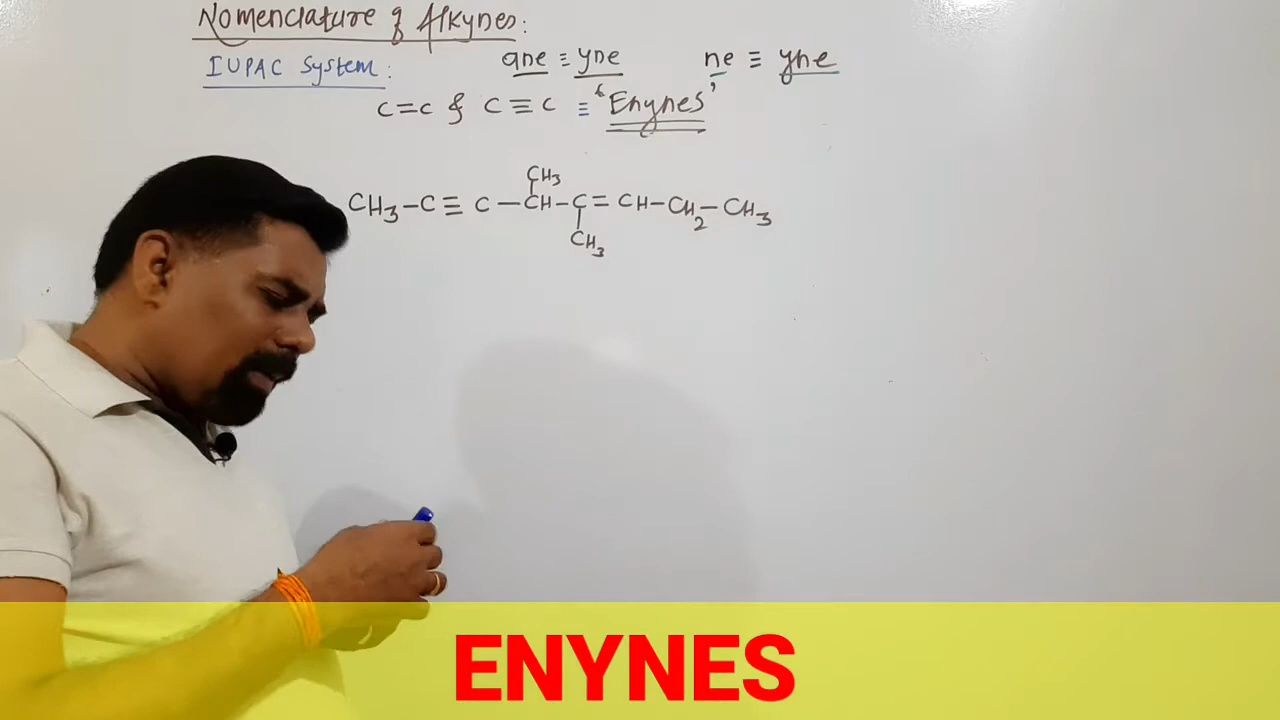 Nomenclature of Alkynes:
IUPAC System:
ane ≡ yne
ne ≡ yne
C=C & C≡C ≡ 'Enynes'
CH3
CH3-C≡C-CH-C=CH-CH2-CH3
CH3
ENYNES